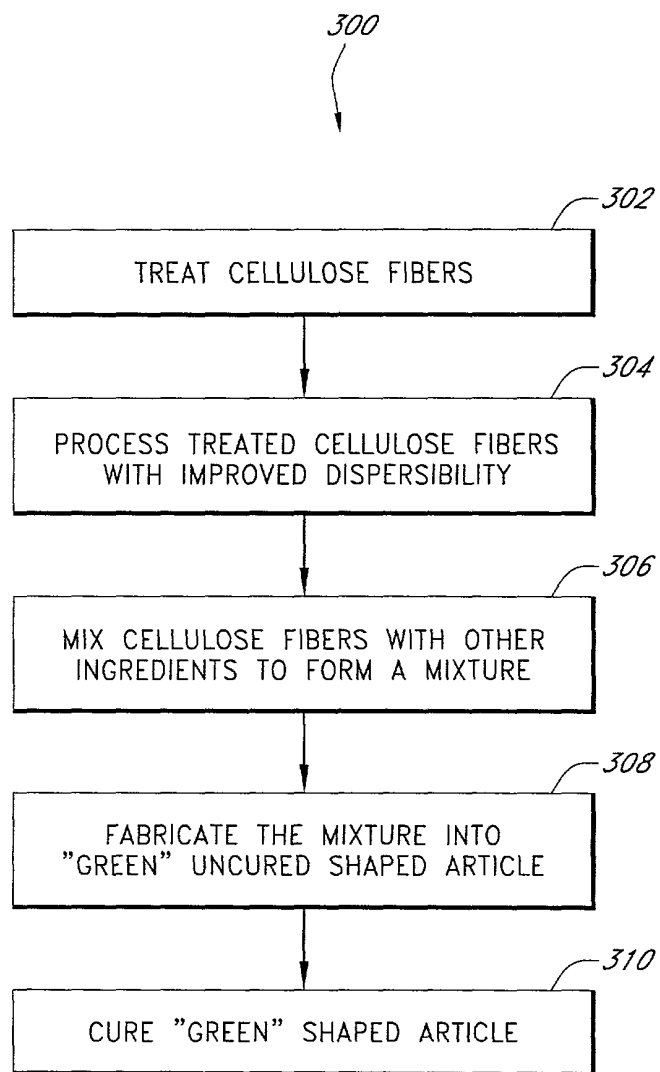 300
302
TREAT CELLULOSE FIBERS
304
PROCESS TREATED CELLULOSE FIBERS
WITH IMPROVED DISPERSIBILITY
306
MIX CELLULOSE FIBERS WITH OTHER
INGREDIENTS TO FORM A MIXTURE
308
FABRICATE THE MIXTURE INTO
"GREEN" UNCURED SHAPED ARTICLE
310
CURE "GREEN" SHAPED ARTICLE